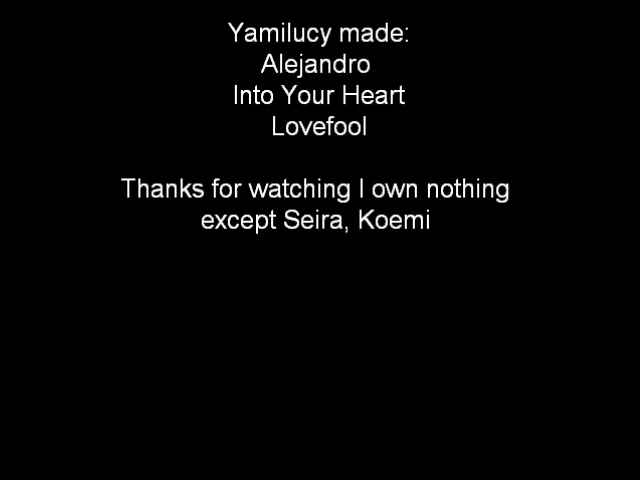 Yamilucy made:
Alejandro
Into Your Heart
Lovefool
Thanks for watching I own nothing
except Seira, Koemi